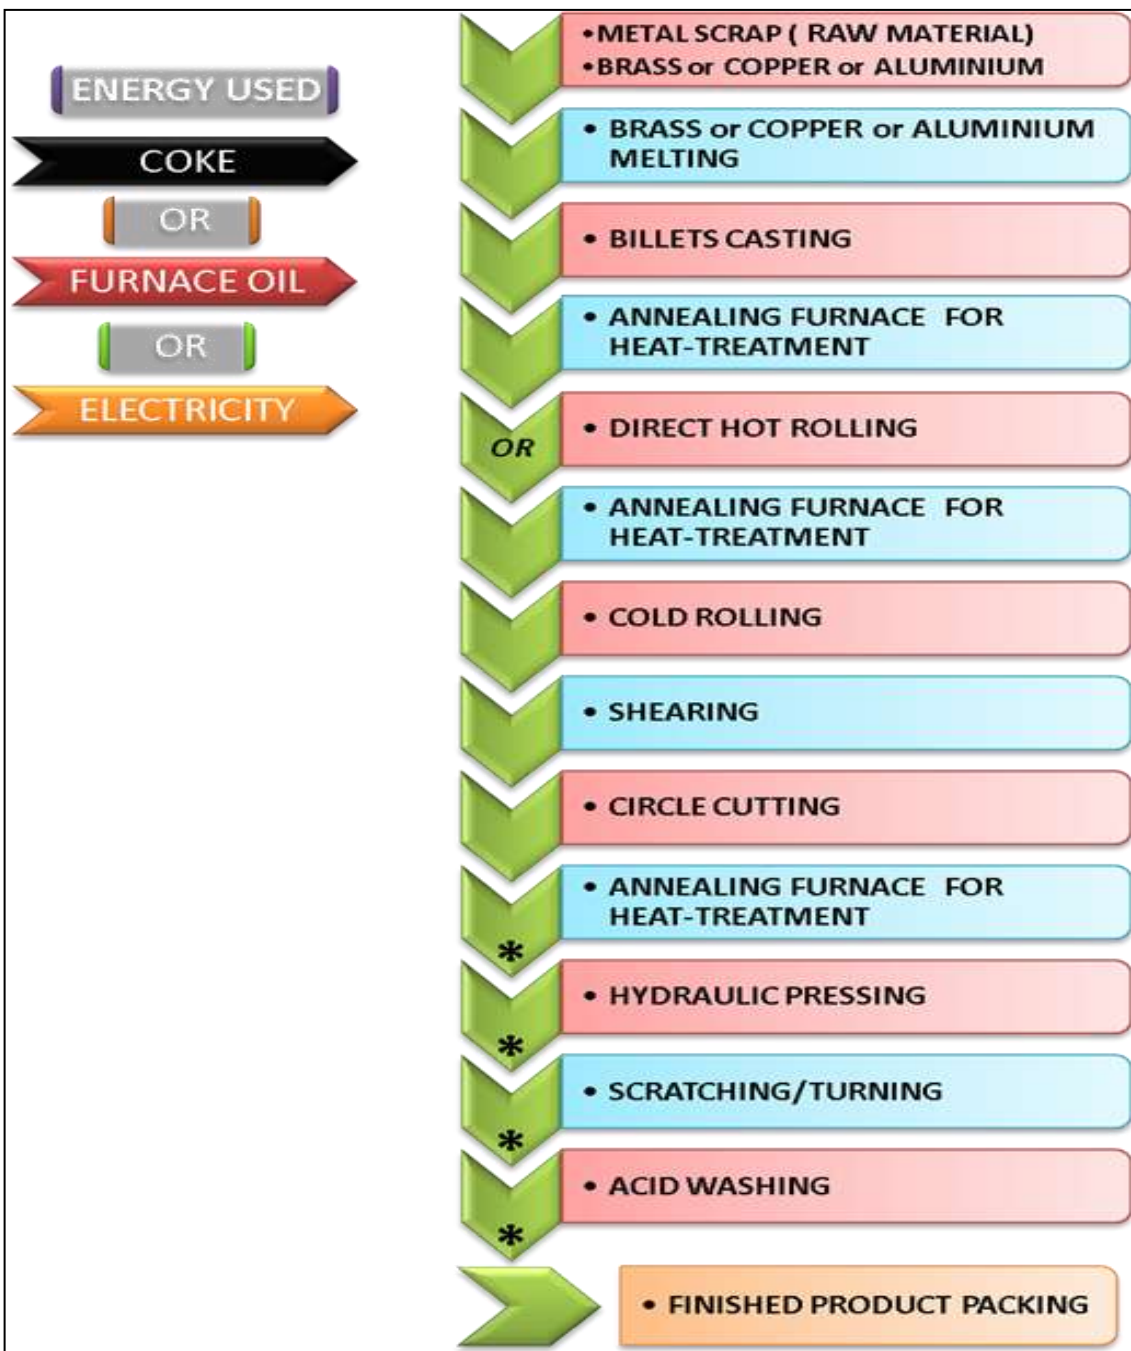 ENERGY USED
COKE
OR
FURNACE OIL
OR
ELECTRICITY
•METAL SCRAP ( RAW MATERIAL)
•BRASS or COPPER or ALUMINIUM
• BRASS or COPPER or ALUMINIUM
MELTING
• BILLETS CASTING
• ANNEALING FURNACE FOR
HEAT-TREATMENT
OR
• DIRECT HOT ROLLING
• ANNEALING FURNACE FOR
HEAT-TREATMENT
• COLD ROLLING
• SHEARING
• CIRCLE CUTTING
• ANNEALING FURNACE FOR
HEAT-TREATMENT
*
• HYDRAULIC PRESSING
*
• SCRATCHING/TURNING
*
• ACID WASHING
*
• FINISHED PRODUCT PACKING